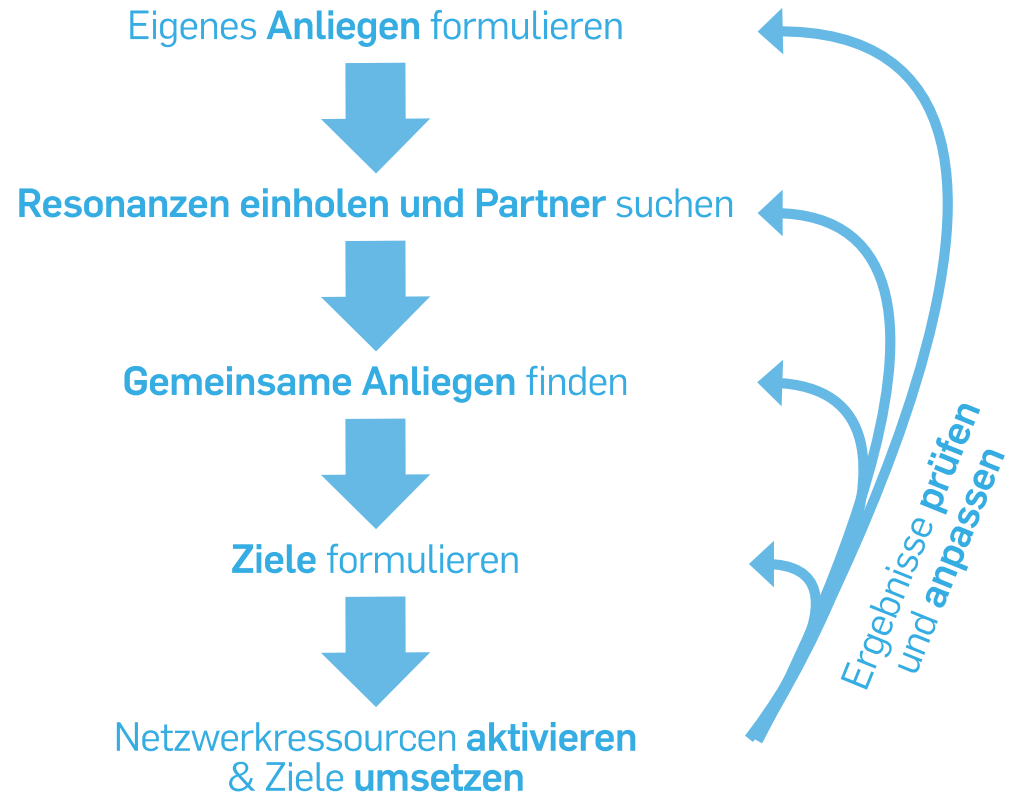 Eigenes Anliegen formulieren
Resonanzen einholen und Partner suchen
Gemeinsame Anliegen finden
Ziele formulieren
Netzwerkressourcen aktivieren
& Ziele umsetzen
Ergebnisse prüfen
und anpassen